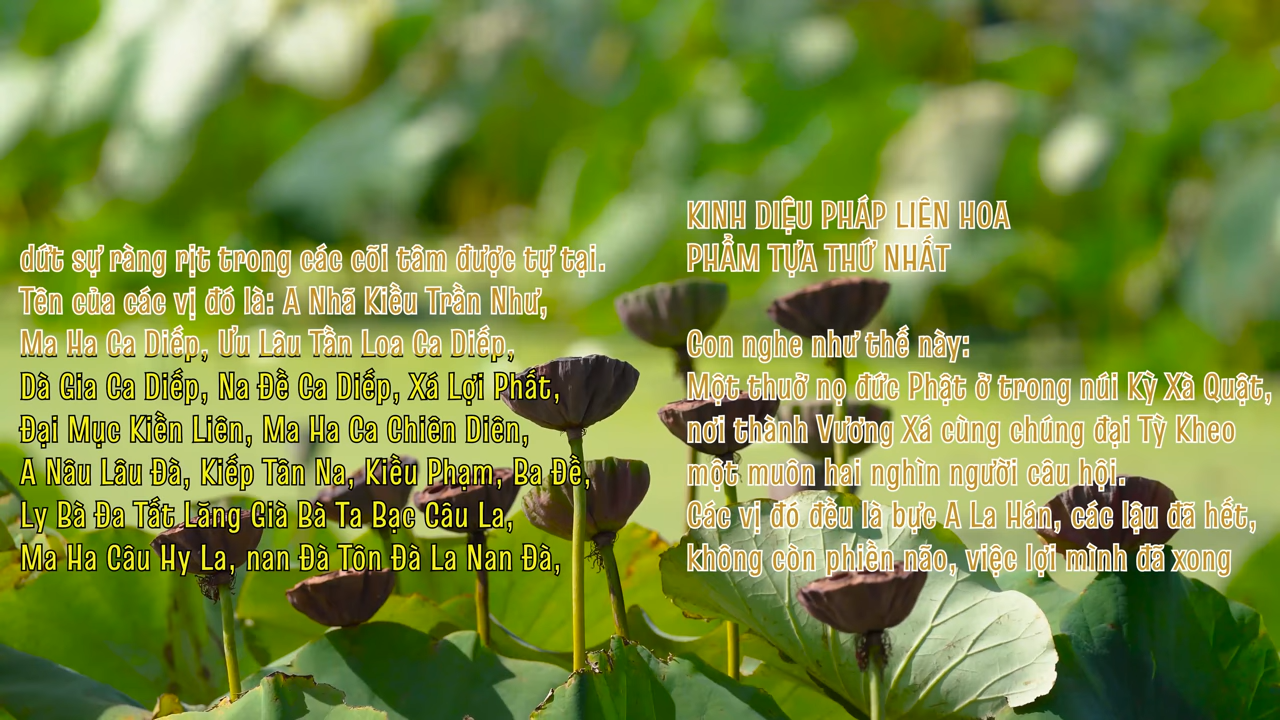 dứt sự ràng rịt trong các cõi tâm được tự tại.
Tên của các vị đó là: A Nhã Kiều Trần Như,
Ma Ha Ca Diếp, Ưu Lâu Tần Loa Ca Diếp,
Dà Gia Ca Diếp, Na Đề Ca Diếp, Xá Lợi Phất,
Đại Mục Kiền Liên, Ma Ha Ca Chiên Diên,
A Nâu Lâu Đà, Kiếp Tân Na, Kiều Phạm, Ba Đề,
Ly Bà Đa Tất Lăng Già Bà Ta Bạc Câu La,
Ma Ha Câu Hy La, nan Đà Tôn Đà La Nan Đà,
KINH DIỆU PHÁP LIÊN HOA
PHẨM TỰA THỨ NHẤT
Con nghe như thế này:
Một thuở nọ đức Phật ở trong núi Kỳ Xà Quật,
nơi thành Vương Xá cùng chúng đại Tỳ Kheo
một muôn hai nghìn người câu hội.
Các vị đó đều là bực A La Hán, các lậu đã hết,
không còn phiền não, việc lợi mình đã xong